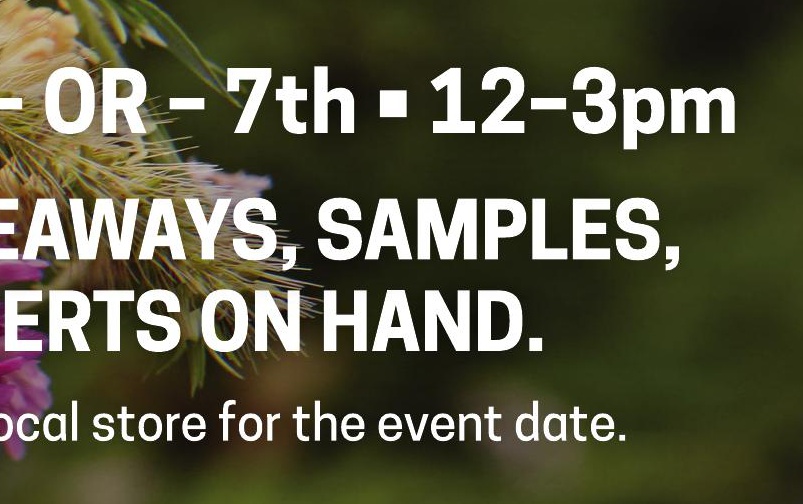 – OR – 7th ▪ 12–3pm
EAWAYS, SAMPLES,
ERTS ON HAND.
ocal store for the event date.